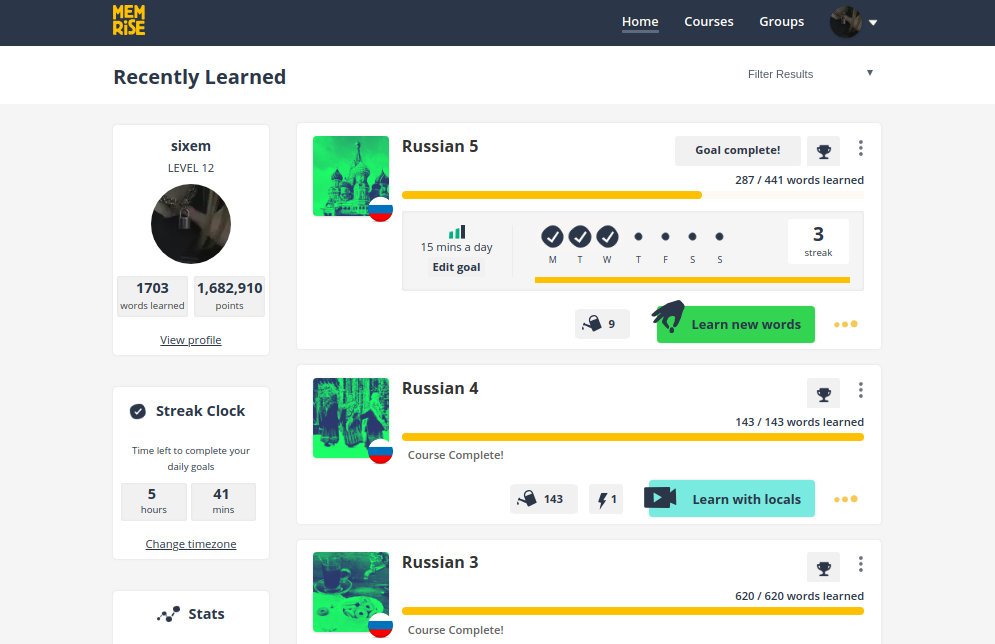 MEM
RiSE
Home
Courses
Groups
Recently Learned
Filter Results
sixem
LEVEL 12
1703
words learned
1,682,910
points
View profile
Streak Clock
Time left to complete your
daily goals
5
hours
41
mins
Change timezone
Stats
Russian 5
Goal complete!
287 / 441 words learned
15 mins a day
Edit goal
M T W T F S S
3
streak
9
Learn new words
Russian 4
143 / 143 words learned
Course Complete!
143
1
Learn with locals
Russian 3
620 / 620 words learned
Course Complete!